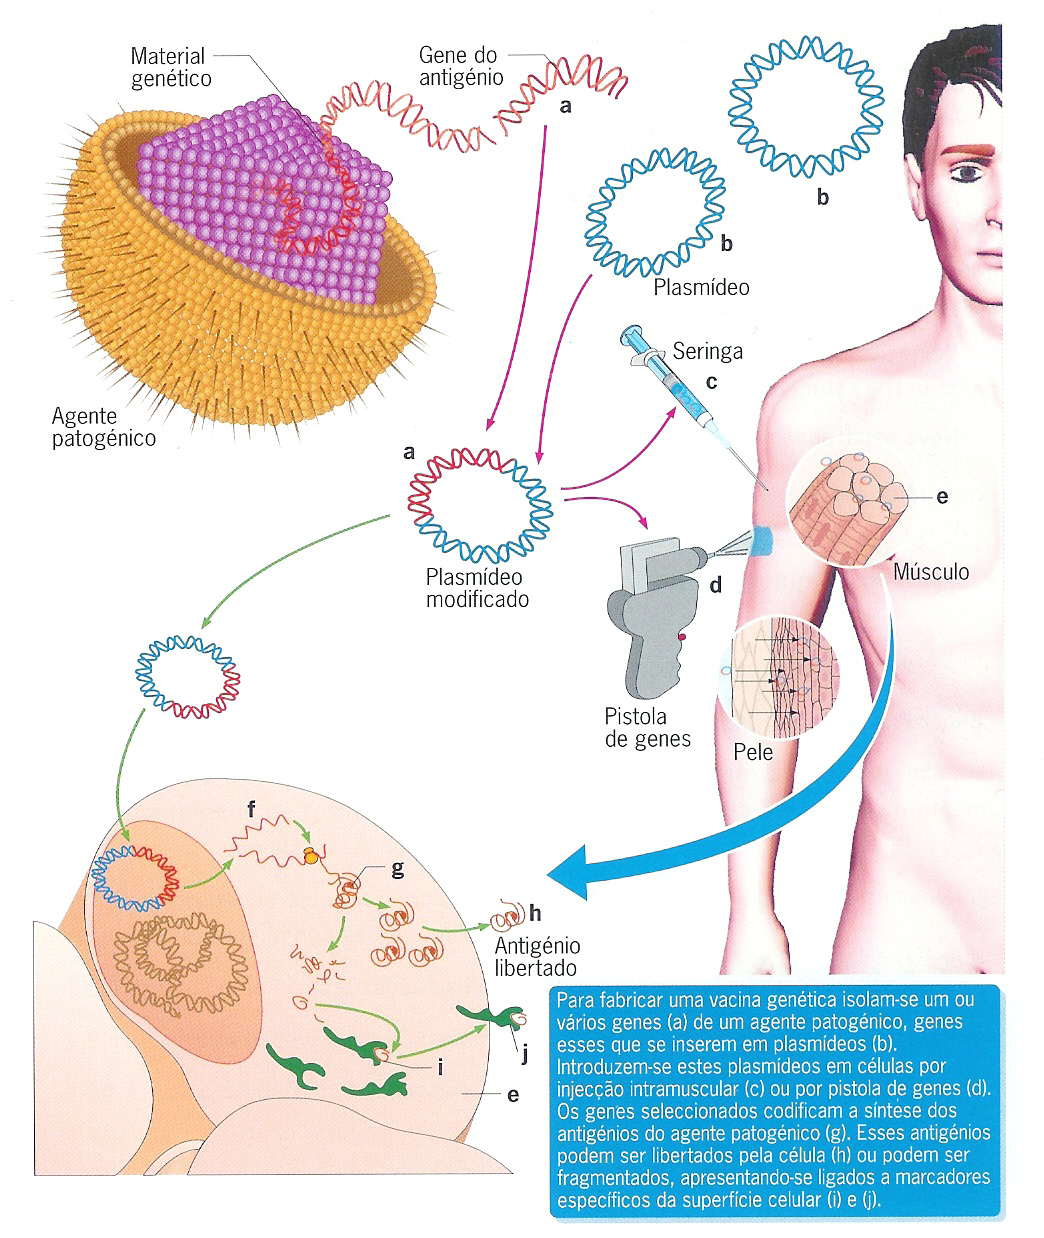 Material
genético
Gene do
antigénio
a
b
b
Plasmídeo
Seringa
c
Agente
patogénico
a
e
Plasmídeo
modificado
d
Músculo
Pistola
de genes
Pele
f
g
h
Antigénio
libertado
j
i
e
Para fabricar uma vacina genética isolam-se um ou
vários genes (a) de um agente patogénico, genes
esses que se inserem em plasmídeos (b).
Introduzem-se estes plasmídeos em células por
injecção intramuscular (c) ou por pistola de genes (d).
Os genes seleccionados codificam a síntese dos
antigénios do agente patogénico (g). Esses antigénios
podem ser libertados pela célula (h) ou podem ser
fragmentados, apresentando-se ligados a marcadores
específicos da superfície celular (i) e (j).